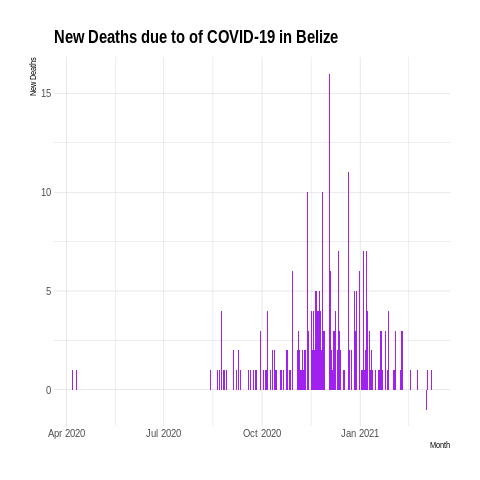 New Deaths due to of COVID-19 in Belize
New Deaths
15
10
5
0
Apr 2020 Jul 2020 Oct 2020 Jan 2021
Month